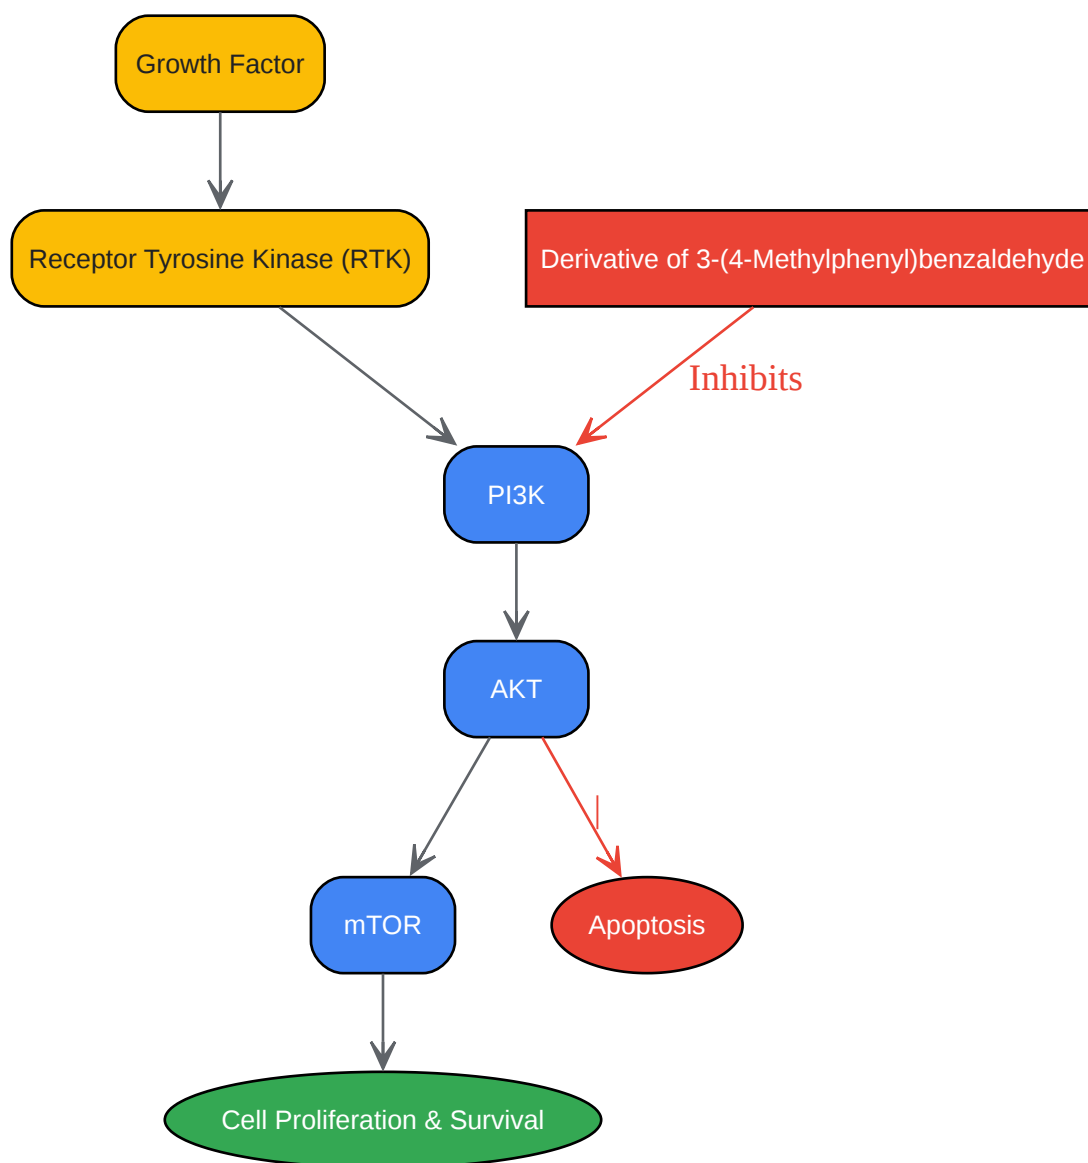 Growth Factor
Receptor Tyrosine Kinase (RTK)
Derivative of 3-(4-Methylphenyl)benzaldehyde
Inhibits
PI3K
AKT
|
mTOR
Apoptosis
Cell Proliferation & Survival